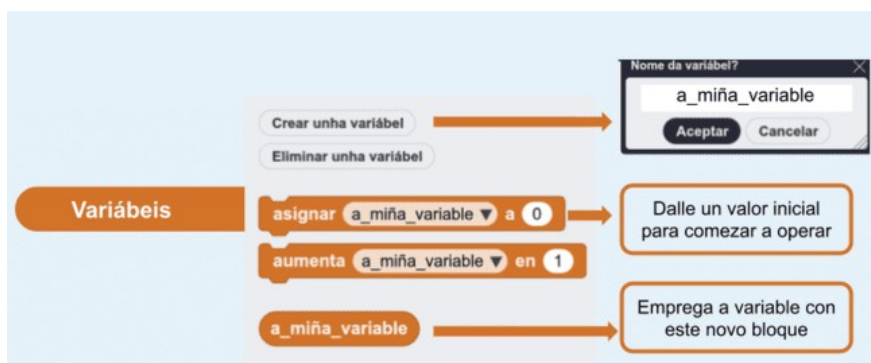 Nome da variábel?
a_miña_variable
Aceptar Cancelar
Crear unha variábel
Eliminar unha variábel
Variábeis
asignar a_miña_variable a 0
Dalle un valor inicial
para comezar a operar
aumenta a_miña_variable en 1
a_miña_variable
Emprega a variable con
este novo bloque